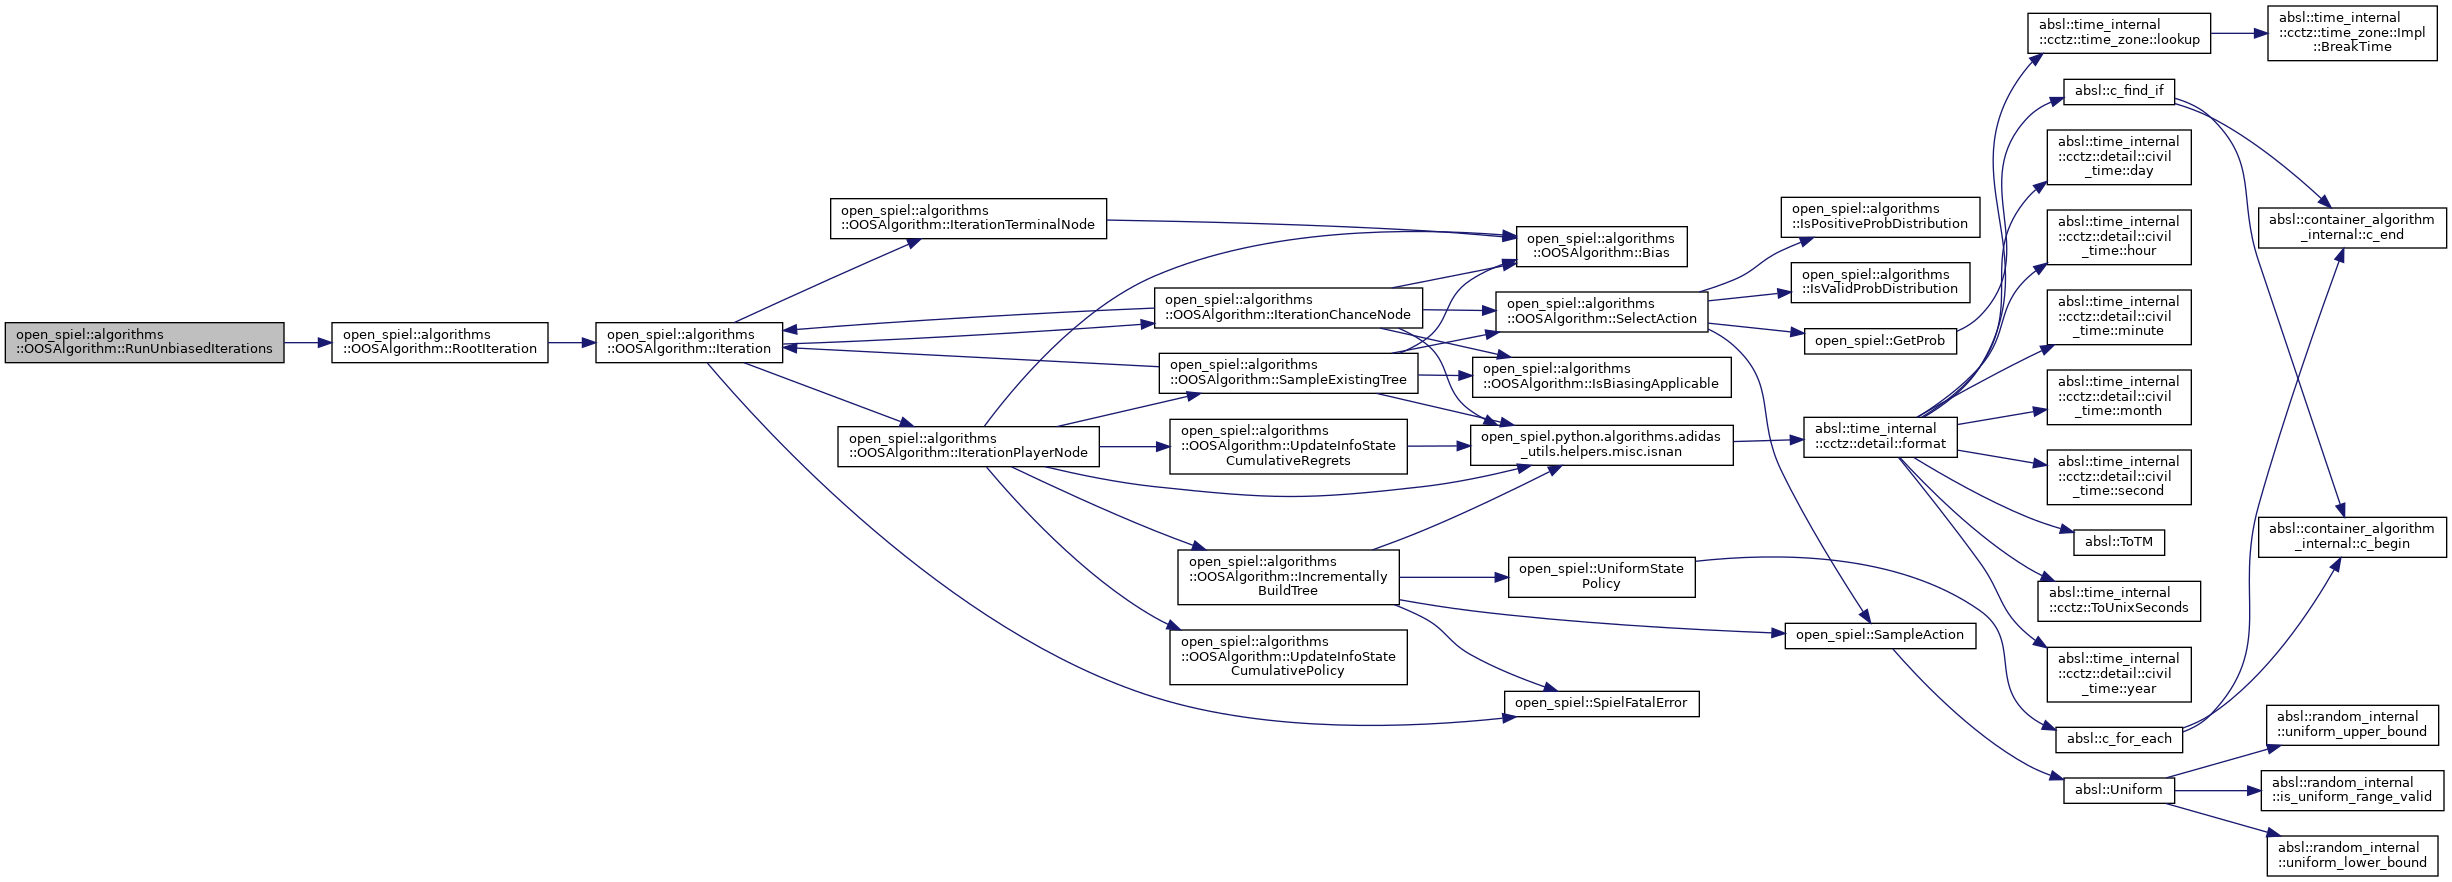 open_spiel::algorithms
::OOSAlgorithm::RunUnbiasedIterations
open_spiel::algorithms
::OOSAlgorithm::RootIteration
open_spiel::algorithms
::OOSAlgorithm::Iteration
open_spiel::algorithms
::OOSAlgorithm::IterationTerminalNode
open_spiel::algorithms
::OOSAlgorithm::IterationPlayerNode
open_spiel::algorithms
::OOSAlgorithm::IterationChanceNode
open_spiel::algorithms
::OOSAlgorithm::SampleExistingTree
open_spiel::algorithms
::OOSAlgorithm::UpdateInfoState
CumulativeRegrets
open_spiel::algorithms
::OOSAlgorithm::Incrementally
BuildTree
open_spiel::algorithms
::OOSAlgorithm::UpdateInfoState
CumulativePolicy
open_spiel::algorithms
::OOSAlgorithm::Bias
open_spiel::algorithms
::OOSAlgorithm::SelectAction
open_spiel::algorithms
::OOSAlgorithm::IsBiasingApplicable
open_spiel.python.algorithms.adidas
_utils.helpers.misc.isnan
open_spiel::UniformState
Policy
open_spiel::SpielFatalError
open_spiel::algorithms
::IsPositiveProbDistribution
open_spiel::algorithms
::IsValidProbDistribution
open_spiel::GetProb
absl::time_internal
::cctz::detail::format
open_spiel::SampleAction
absl::time_internal
::cctz::time_zone::lookup
absl::c_find_if
absl::time_internal
::cctz::detail::civil
_time::day
absl::time_internal
::cctz::detail::civil
_time::hour
absl::time_internal
::cctz::detail::civil
_time::minute
absl::time_internal
::cctz::detail::civil
_time::month
absl::time_internal
::cctz::detail::civil
_time::second
absl::ToTM
absl::time_internal
::cctz::ToUnixSeconds
absl::time_internal
::cctz::detail::civil
_time::year
absl::c_for_each
absl::Uniform
absl::time_internal
::cctz::time_zone::Impl
::BreakTime
absl::container_algorithm
_internal::c_end
absl::container_algorithm
_internal::c_begin
absl::random_internal
::uniform_upper_bound
absl::random_internal
::is_uniform_range_valid
absl::random_internal
::uniform_lower_bound